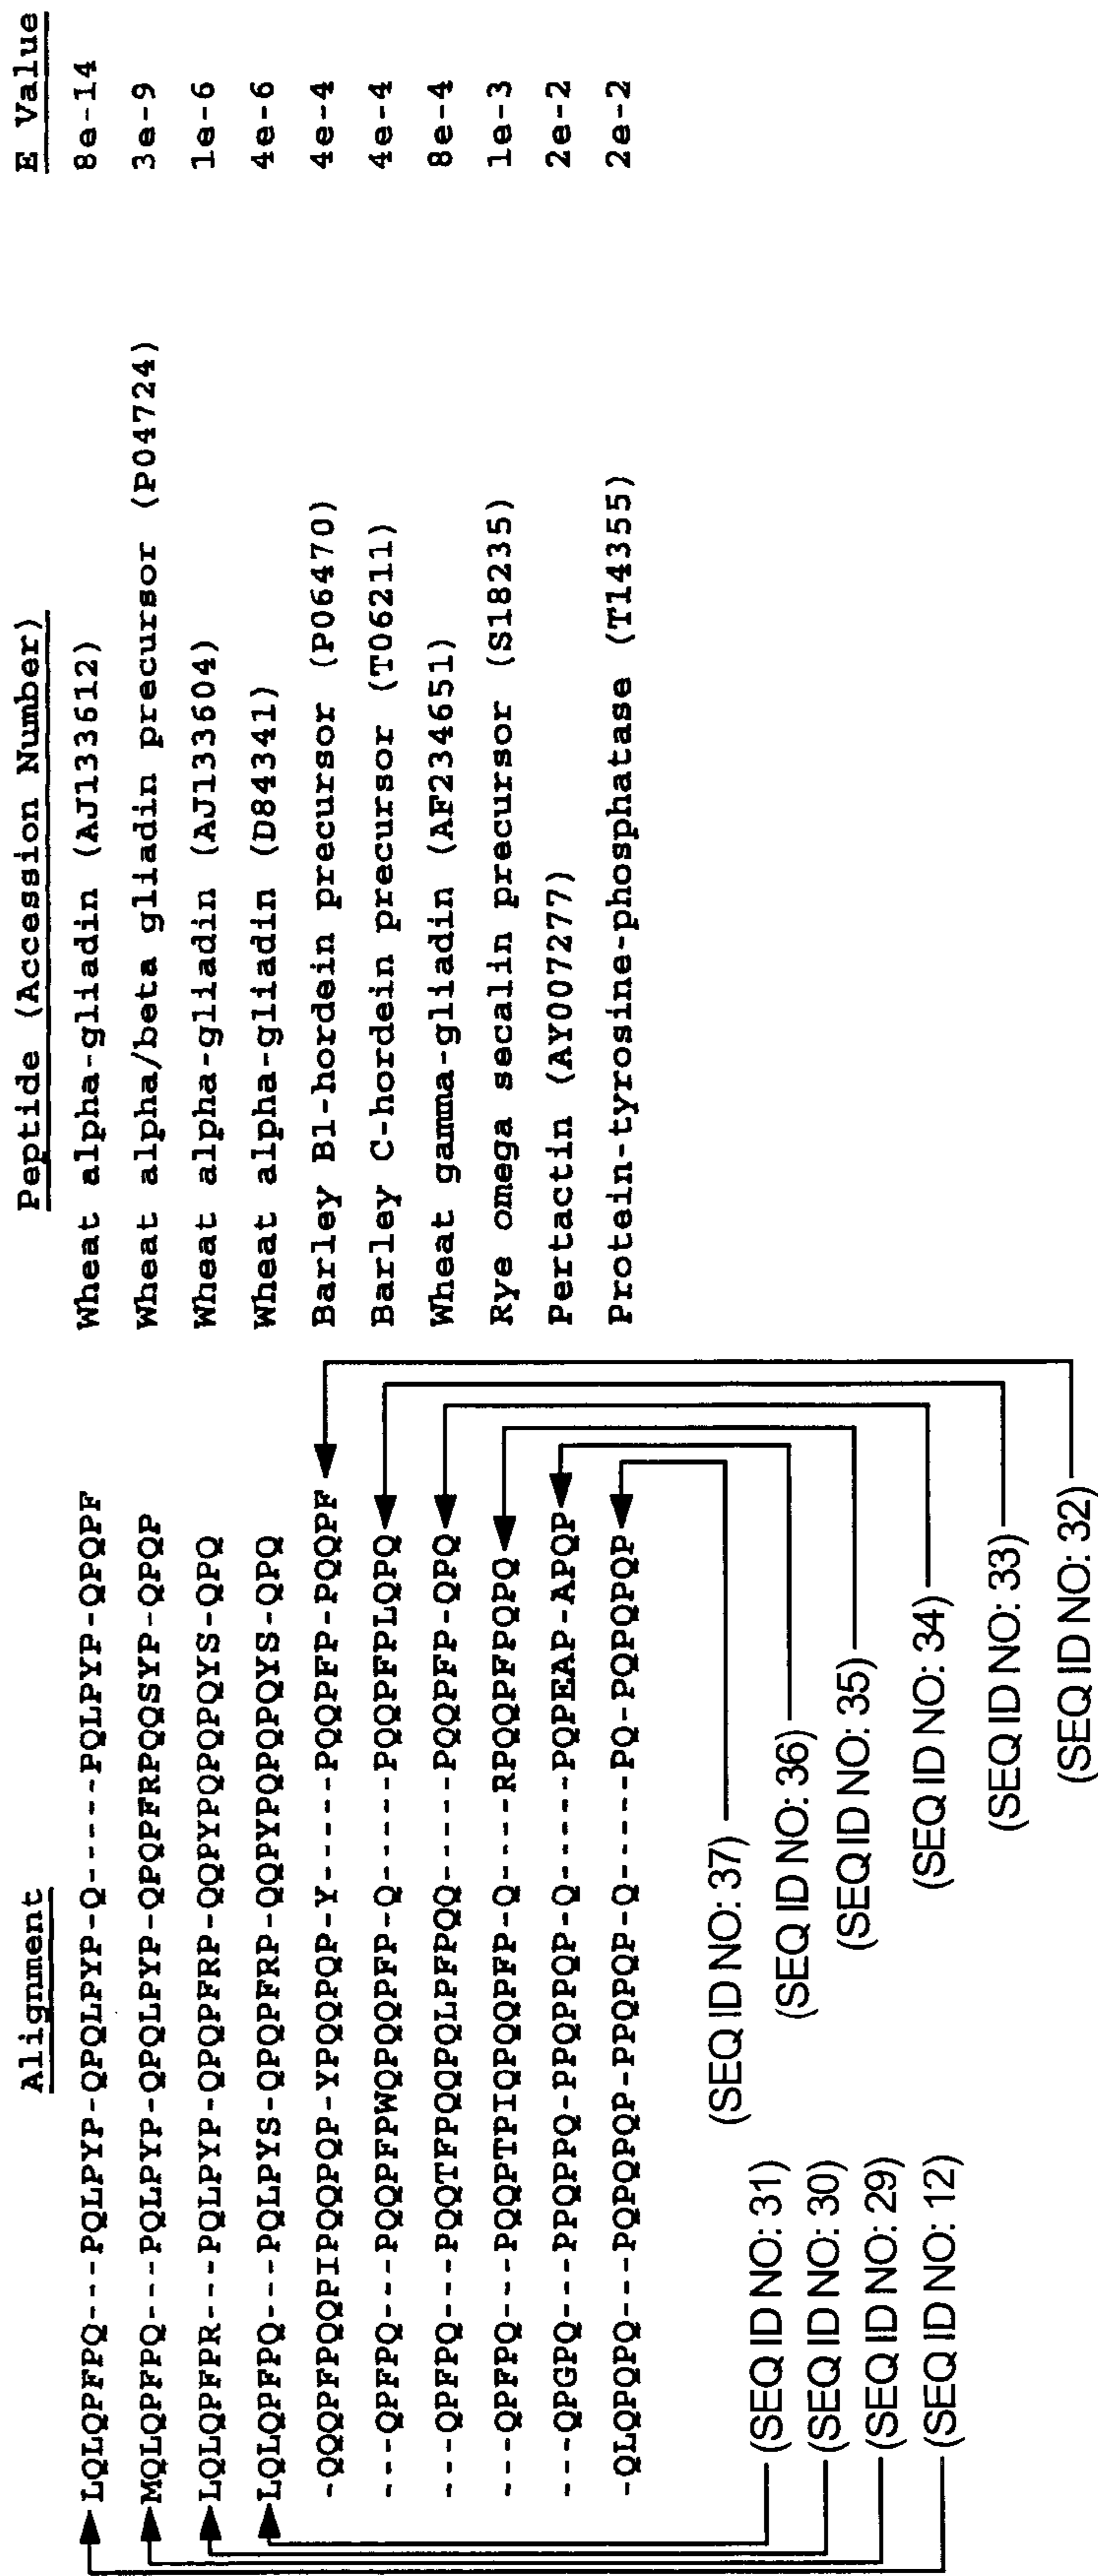 Alignment Peptide (Accession Number) E Value
LQLQPFPQ---PQLPYP-QPQLPYP-Q-----PQLPYP-QPQPF Wheat alpha-gliadin (AJ133612) 8e-14
MQLQPFPQ---PQLPYP-QPQLPYP-QPQPFRPQQSYP-QPQP Wheat alpha/beta gliadin precursor (P04724) 3e-9
LQLQPFPR---PQLPYP-QPQPFRP-QQPYPQPQPQYS-QPQ Wheat alpha-gliadin (AJ133604) 1e-6
LQLQPFPQ---PQLPYS-QPQPFRP-QQPYPQPQPQYS-QPQ Wheat alpha-gliadin (D84341) 4e-6
-QQQPFPQQPIPQQPQP-YPQQPQP-Y-----PQQPFP-PQQPF Barley B1-hordein precursor (P06470) 4e-4
---QPFPQ---PQQPFPWQPQQPFP-Q-----PQQPFPLQPQ Barley C-hordein precursor (T06211) 4e-4
---QPFPQ---PQQTFPQQPQLPFPQQ-----PQQPFP-QPQ Wheat gamma-gliadin (AF234651) 8e-4
---QPFPQ---PQQPTPIQPQQPFP-Q----RPQQPFPQPQ Rye omega secalin precursor (S18235) 1e-3
---QPGPQ---PPQPPQ-PPQPPQP-Q-----PQPEAP-APQP Pertactin (AY007277) 2e-2
-QLQPQPQ---PQPQPQP-PPQPQP-Q-----PQ-PQPQPQP Protein-tyrosine-phosphatase (T14355) 2e-2
(SEQ ID NO: 31)
(SEQ ID NO: 30)
(SEQ ID NO: 29)
(SEQ ID NO: 12)
(SEQ ID NO: 37)
(SEQ ID NO: 36)
(SEQ ID NO: 35)
(SEQ ID NO: 34)
(SEQ ID NO: 33)
(SEQ ID NO: 32)